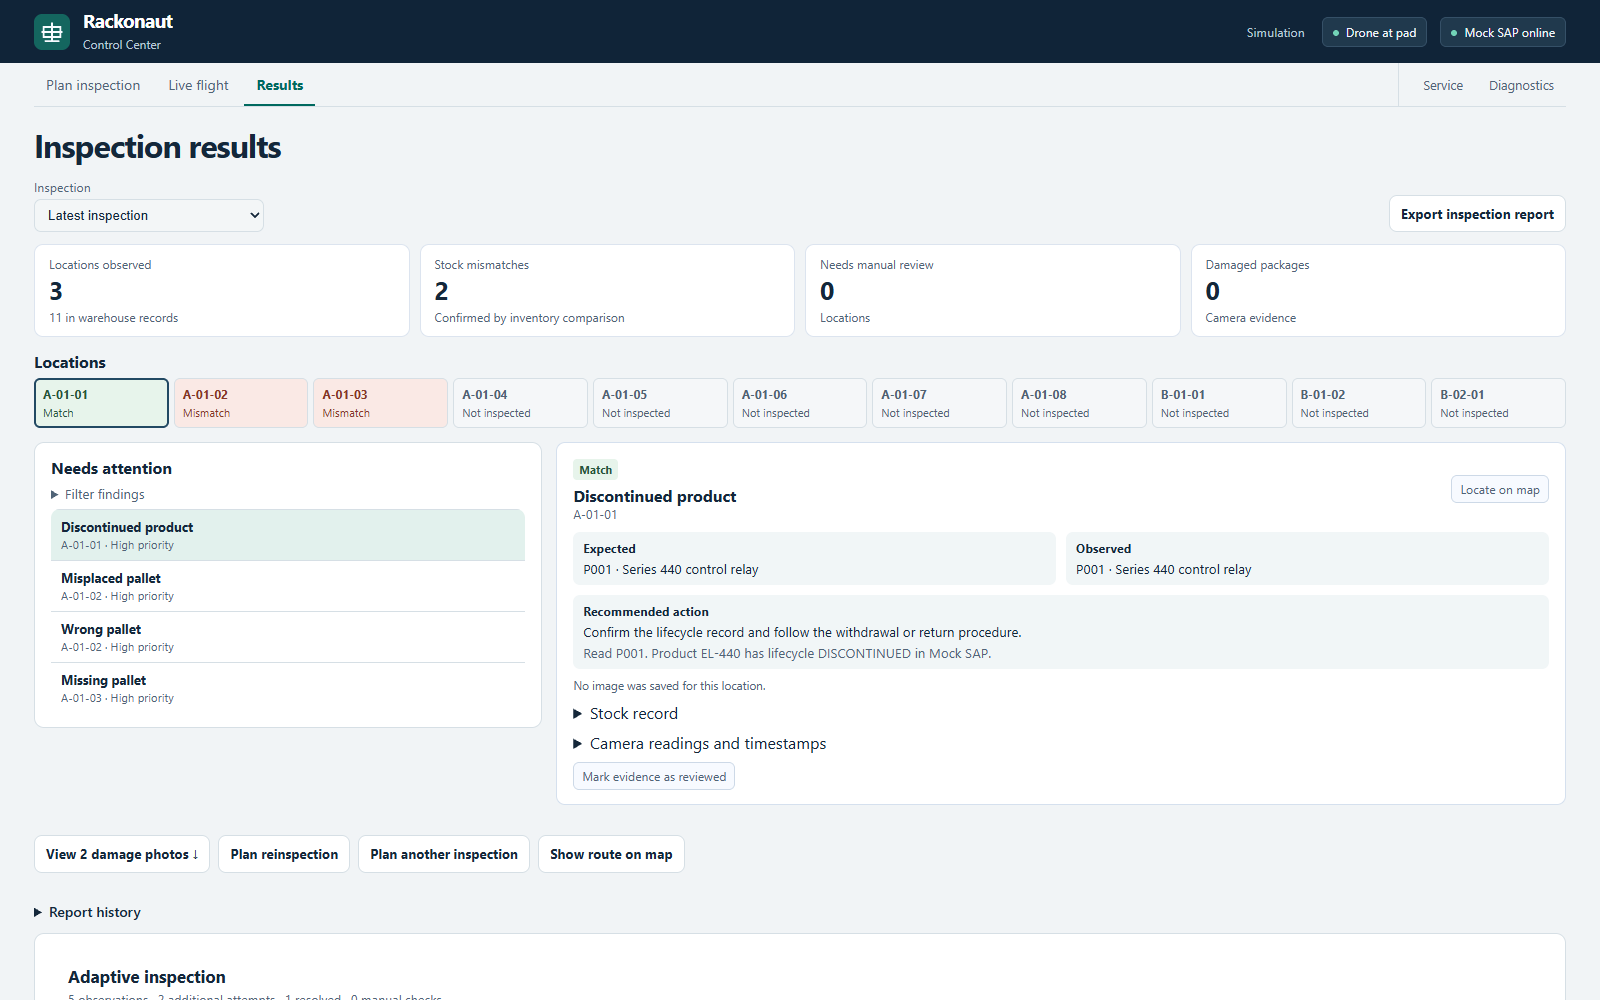 Rackonaut
Control Center
Simulation
Drone at pad
Mock SAP online
Plan inspection
Live flight
Results
Service
Diagnostics
Inspection results
Inspection
Latest inspection
Export inspection report
Locations observed
3
11 in warehouse records
Stock mismatches
2
Confirmed by inventory comparison
Needs manual review
0
Locations
Damaged packages
0
Camera evidence
Locations
A-01-01
Match
A-01-02
Mismatch
A-01-03
Mismatch
A-01-04
Not inspected
A-01-05
Not inspected
A-01-06
Not inspected
A-01-07
Not inspected
A-01-08
Not inspected
B-01-01
Not inspected
B-01-02
Not inspected
B-02-01
Not inspected
Needs attention
Filter findings
Discontinued product
A-01-01 · High priority
Misplaced pallet
A-01-02 · High priority
Wrong pallet
A-01-02 · High priority
Missing pallet
A-01-03 · High priority
Match
Discontinued product
A-01-01
Locate on map
Expected
P001 · Series 440 control relay
Observed
P001 · Series 440 control relay
Recommended action
Confirm the lifecycle record and follow the withdrawal or return procedure.
Read P001. Product EL-440 has lifecycle DISCONTINUED in Mock SAP.
No image was saved for this location.
Stock record
Camera readings and timestamps
Mark evidence as reviewed
View 2 damage photos ↓
Plan reinspection
Plan another inspection
Show route on map
Report history
Adaptive inspection
5 observations · 2 additional attempts · 1 resolved · 0 manual checks